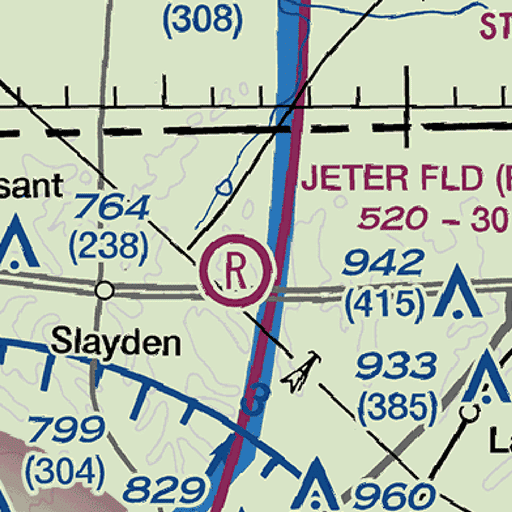 (308)
ST
JETER FLD (P
sant
764
(238)
520 - 30
R
942
(415)
Slayden
933
(385)
3
799
(304)
829
960
La